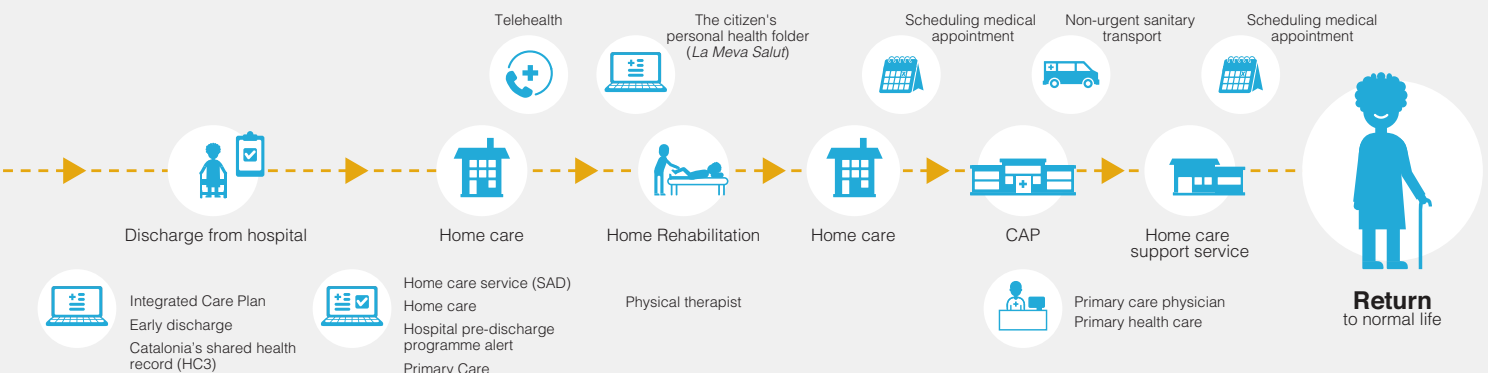 Telehealth
The citizen's
personal health folder
(La Meva Salut)
Scheduling medical
appointment
Non-urgent sanitary
transport
Scheduling medical
appointment
Discharge from hospital
Home care
Home Rehabilitation
Home care
CAP
Home care
support service
Integrated Care Plan
Early discharge
Catalonia's shared health
record (HC3)
Home care service (SAD)
Home care
Hospital pre-discharge
programme alert
Primary Care
Physical therapist
Primary care physician
Primary health care
Return
to normal life